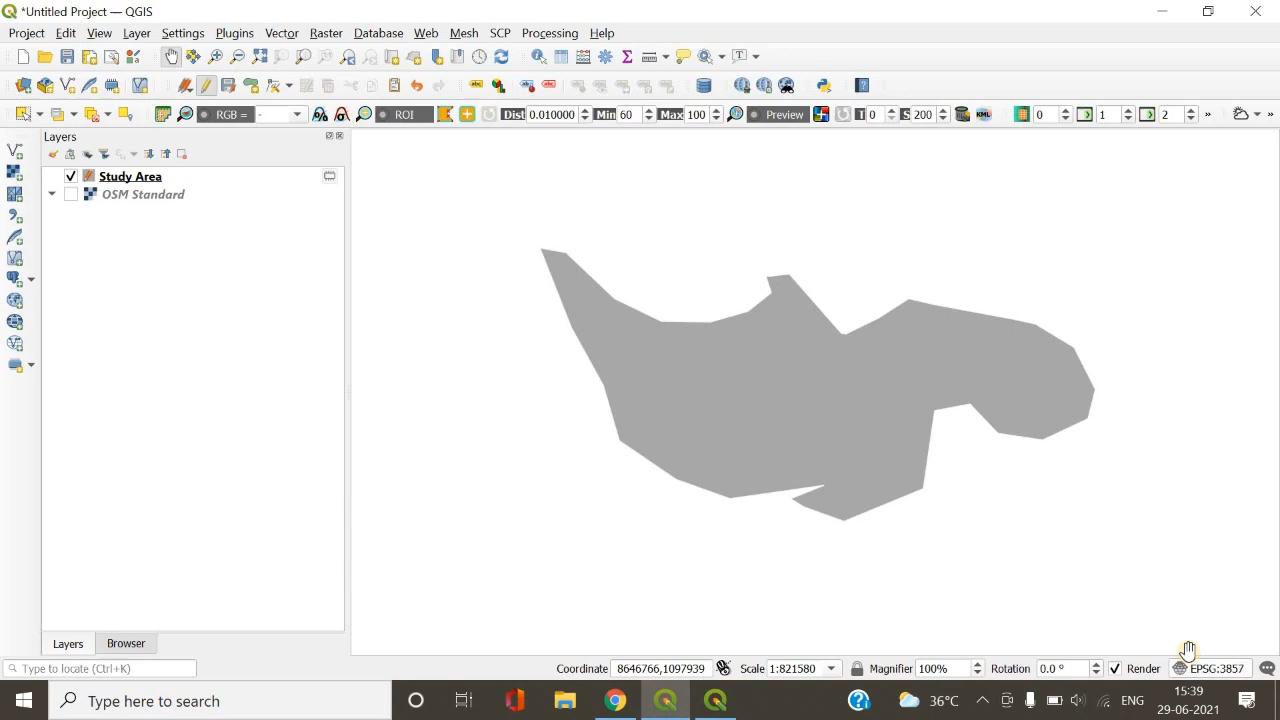 *Untitled Project — QGIS
Project Edit View Layer Settings Plugins Vector Raster Database Web Mesh SCP Processing Help
RGB = - ROI Dist 0.010000 Min 60 Max 100 Preview T 0 S 200 KML 0 1 2 » »
Layers
Study Area
OSM Standard
Layers Browser
Type to locate (Ctrl+K) Coordinate 8646766,1097939 Scale 1:821580 Magnifier 100% Rotation 0.0 ° Render EPSG:3857
Type here to search 36°C ENG 15:39
29-06-2021